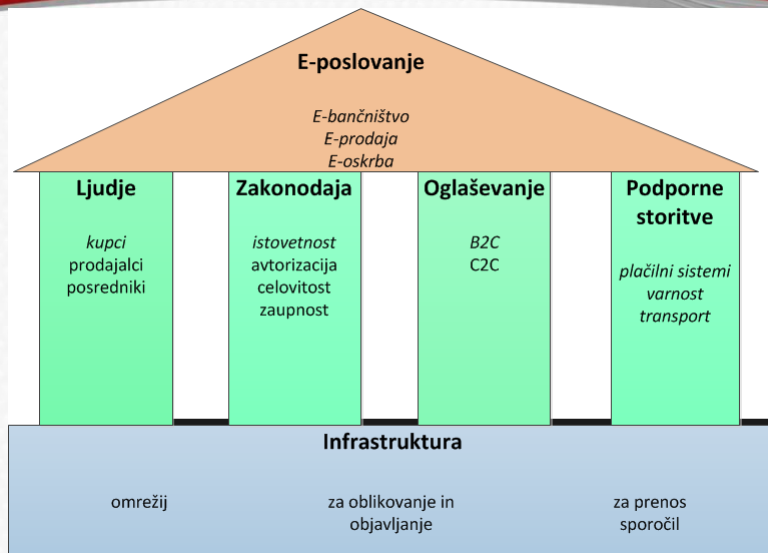 E-poslovanje
E-bančništvo
E-prodaja
E-oskrba
Ljudje
kupci
prodajalci
posredniki
Zakonodaja
istovetnost
avtorizacija
celovitost
zaupnost
Oglaševanje
B2C
C2C
Podporne
storitve
plačilni sistemi
varnost
transport
Infrastruktura
omrežij
za oblikovanje in
objavljanje
za prenos
sporočil